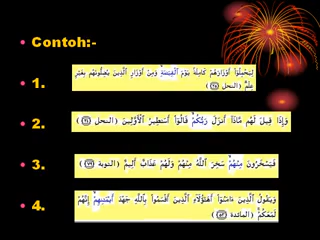 Contoh:-
1. لِيَحْمِلُوٓا۟ أَوْزَارَهُمْ كَامِلَةً يَوْمَ ٱلْقِيَـٰمَةِ وَمِنْ أَوْزَارِ ٱلَّذِينَ يُضِلُّونَهُم بِغَيْرِ
عِلْمٍ (النحل
2. وَإِذَا قِيلَ لَهُم مَّاذَآ أَنزَلَ رَبُّكُمْ قَالُوٓا۟ أَسَـٰطِيرُ ٱلْأَوَّلِينَ (النحل
3. فَيَسْخَرُونَ مِنْهُمْ سَخِرَ ٱللَّهُ مِنْهُمْ وَلَهُمْ عَذَابٌ أَلِيمٌ (التوبة
4. وَيَقُولُ ٱلَّذِينَ ءَامَنُوٓا۟ أَهَـٰٓؤُلَآءِ ٱلَّذِينَ أَقْسَمُوا۟ بِٱللَّهِ جَهْدَ أَيْمَـٰنِهِمْ إِنَّهُمْ
لَمَعَكُمْ (المائدة